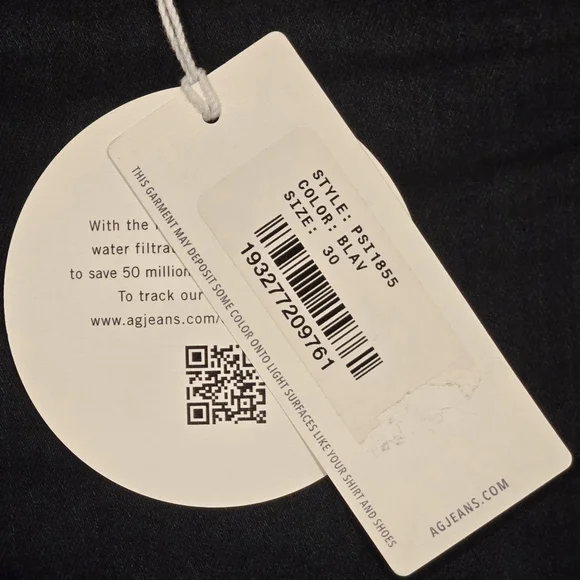 With the
water
to save 50 million
To track our
www.agjeans.com/
THIS GARMENT MAY DEPOSIT SOME COLOR ONTO LIGHT SURFACES LIKE YOUR SHIRT AND SHOES
STYLE: PSI1855
COLOR: BLAV
SIZE: 30
193277209761
AGJEANS.COM